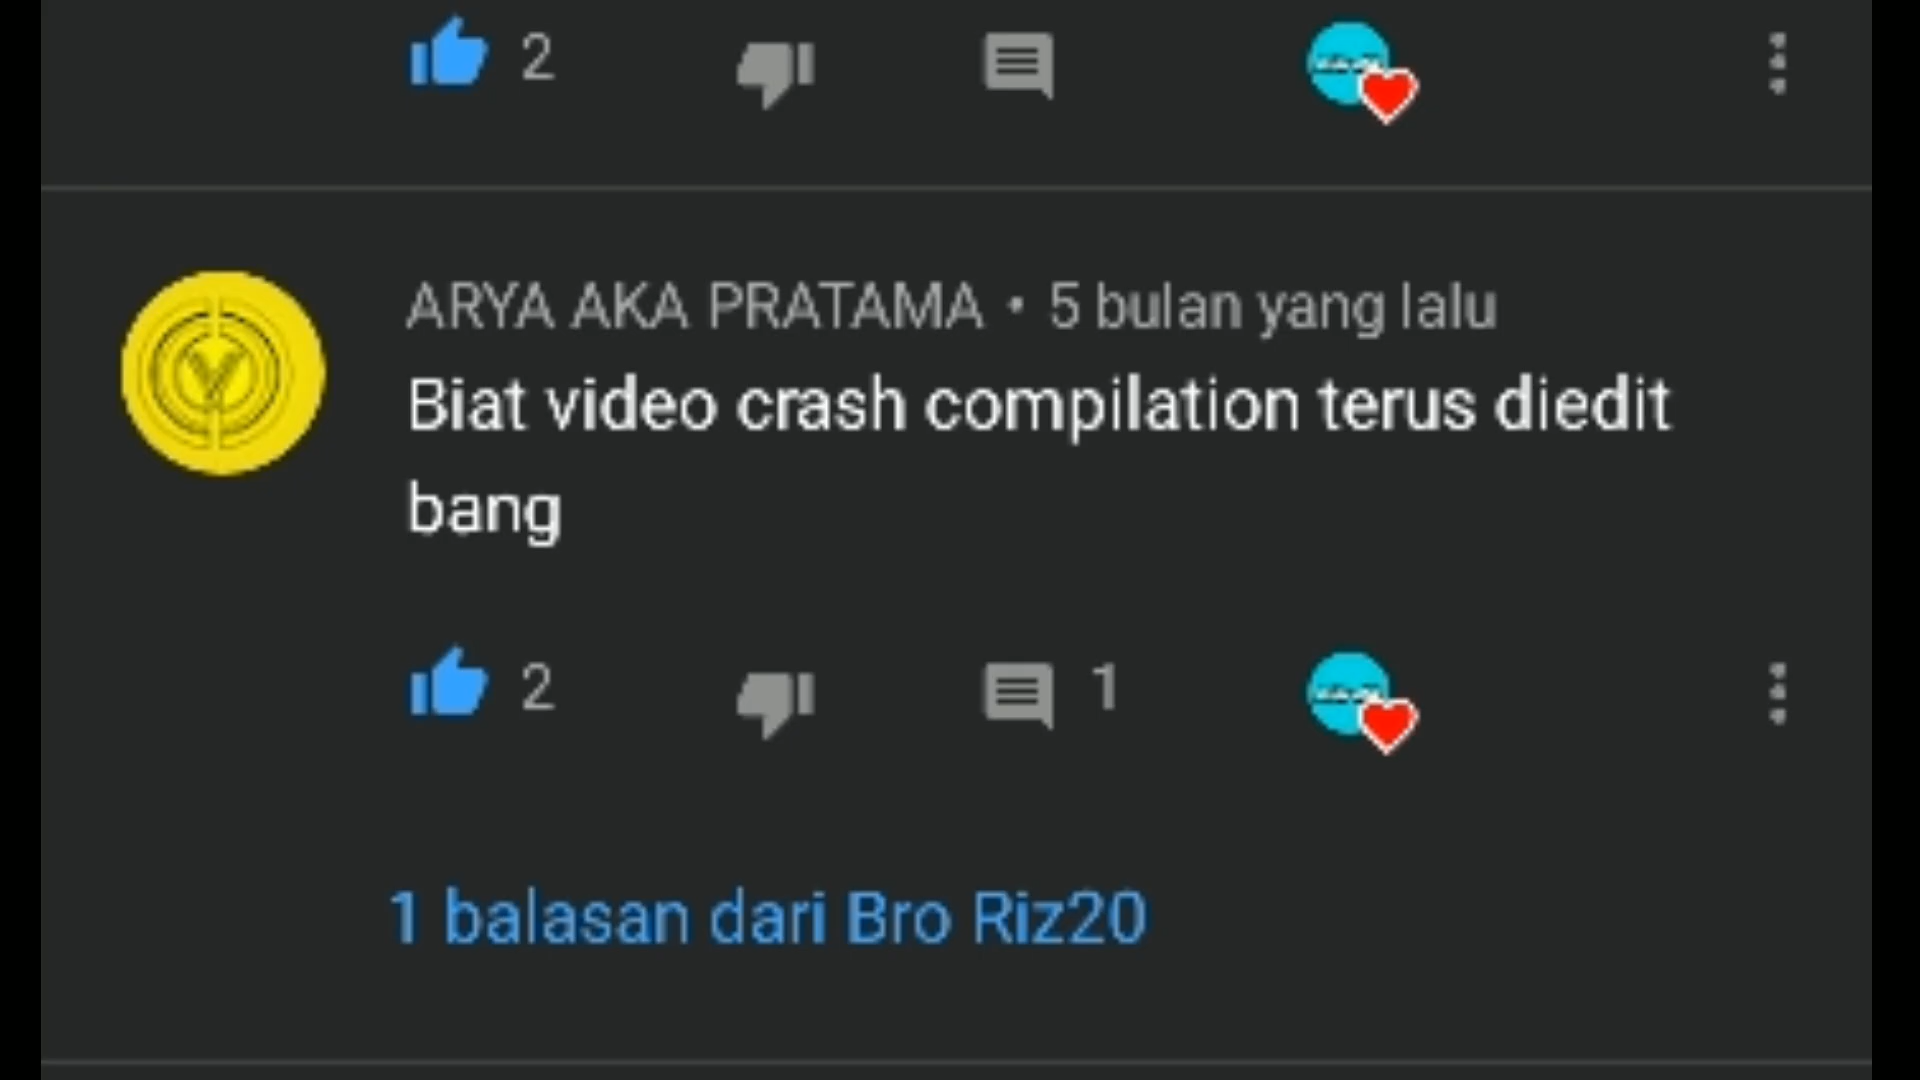 2
ARYA AKA PRATAMA • 5 bulan yang lalu
Biat video crash compilation terus diedit
bang
2 1
1 balasan dari Bro Riz20